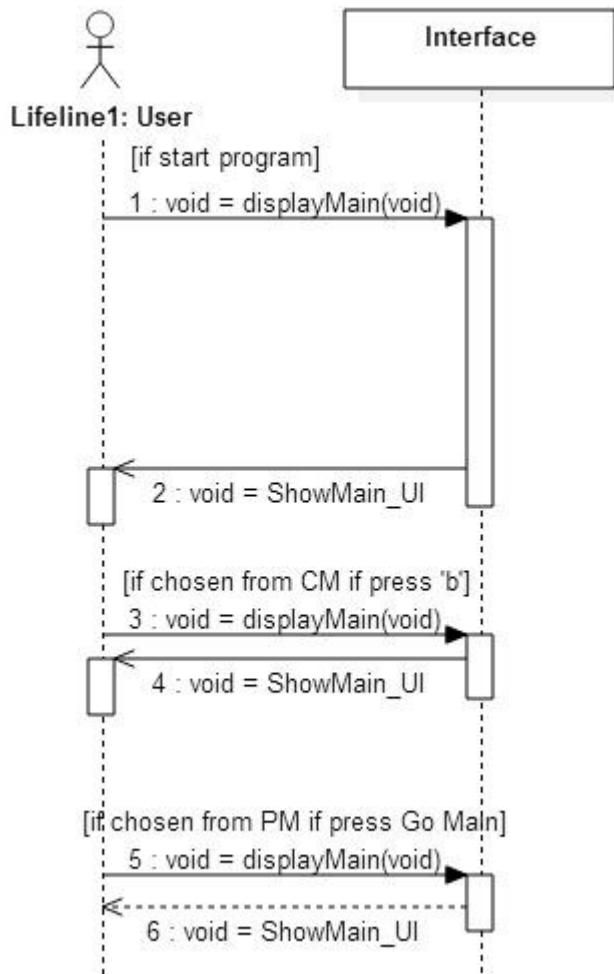 Interface
Lifeline1: User
[if start program]
1 : void = displayMain(void)
2 : void = ShowMain_UI
[if chosen from CM if press 'b']
3 : void = displayMain(void)
4 : void = ShowMain_UI
[if chosen from PM if press Go Main]
5 : void = displayMain(void)
6 : void = ShowMain_UI